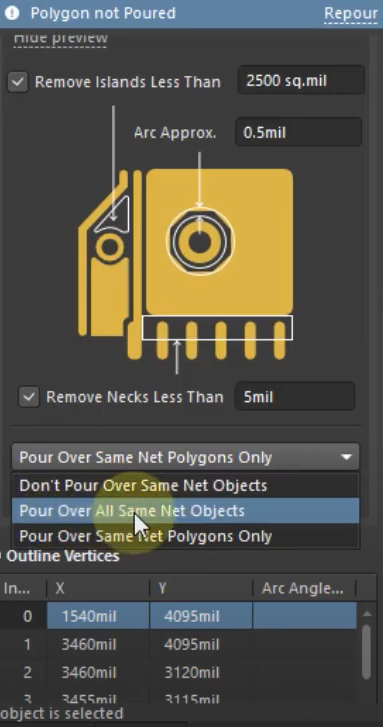 Polygon not Poured Repour
Hide preview
Remove Islands Less Than 2500 sq.mil
Arc Approx. 0.5mil
Remove Necks Less Than 5mil
Pour Over Same Net Polygons Only
Don't Pour Over Same Net Objects
Pour Over All Same Net Objects
Pour Over Same Net Polygons Only
Outline Vertices
In... X Y Arc Angle...
0 1540mil 4095mil
1 3460mil 4095mil
2 3460mil 3120mil
3 3455mil 3115mil
object is selected